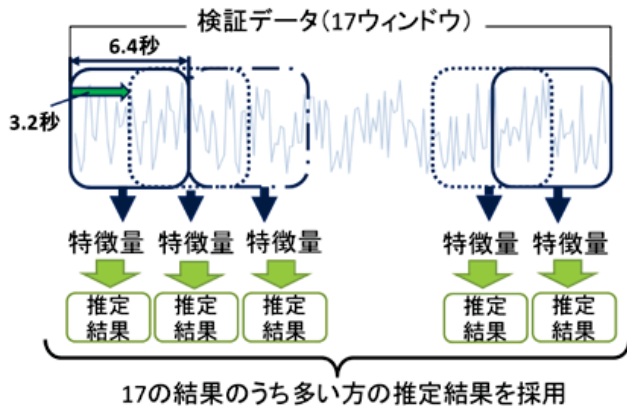 検証データ(17ウィンドウ)
6.4秒
3.2秒
特徴量 特徴量 特徴量 特徴量 特徴量
推定 推定 推定 推定 推定
結果 結果 結果 結果 結果
17の結果のうち多い方の推定結果を採用